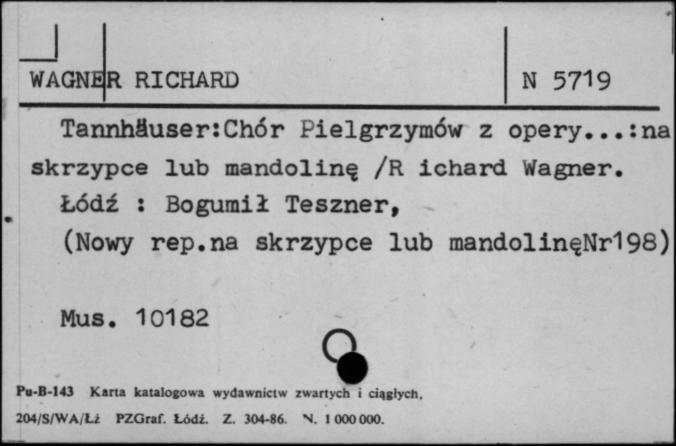 WAGNER RICHARD N 5719
Tannhäuser:Chór Pielgrzymów z opery...:na
skrzypce lub mandolinę /R ichard Wagner.
Łódź : Bogumił Teszner,
(Nowy rep.na skrzypce lub mandolinęNr198)
Mus. 10182
Pu-B-143 Karta katalogowa wydawnictw zwartych i ciągłych.
204/S/WA/Łż PZGraf. Łódź. Z. 304-86. N. 1 000 000.